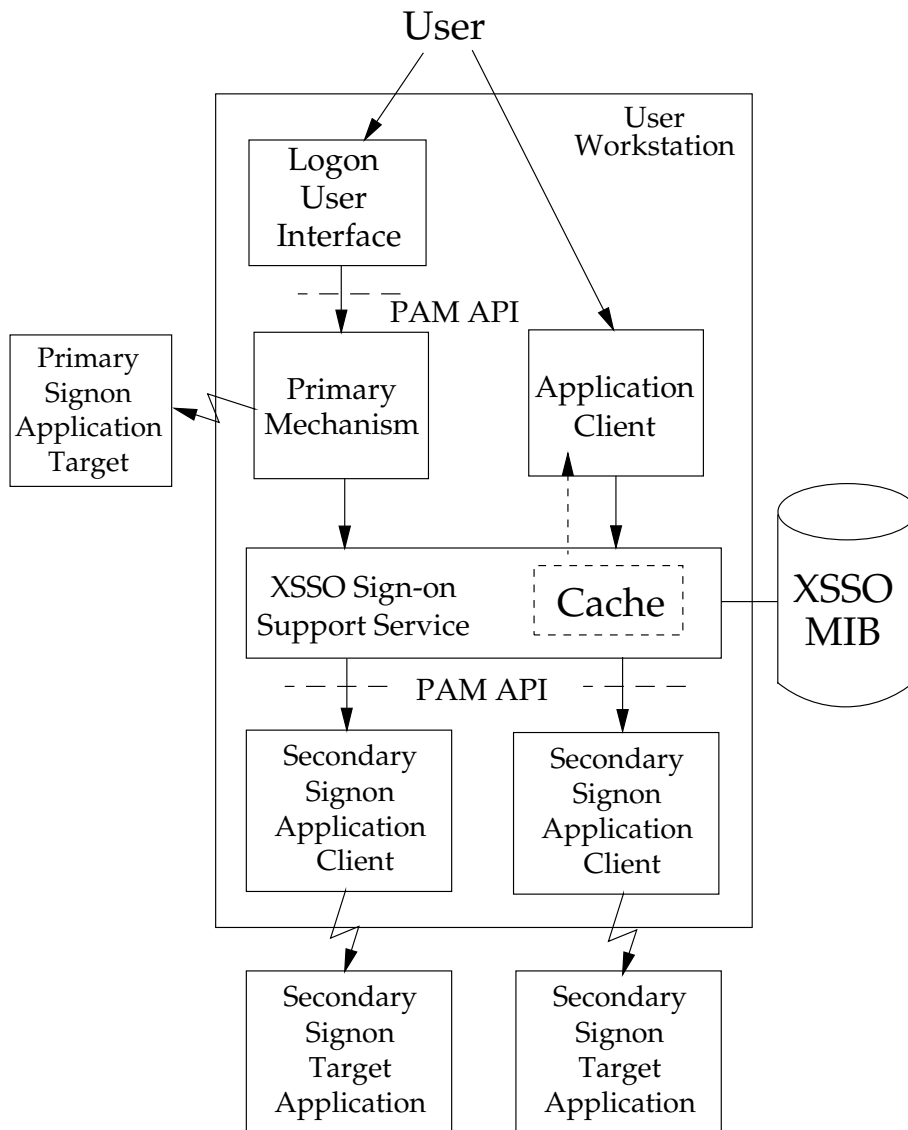 User
User
Workstation
Logon
User
Interface
PAM API
Primary
Signon
Application
Target
Primary
Mechanism
Application
Client
XSSO Sign-on
Support Service
Cache
XSSO
MIB
PAM API
Secondary
Signon
Application
Client
Secondary
Signon
Application
Client
Secondary
Signon
Target
Application
Secondary
Signon
Target
Application